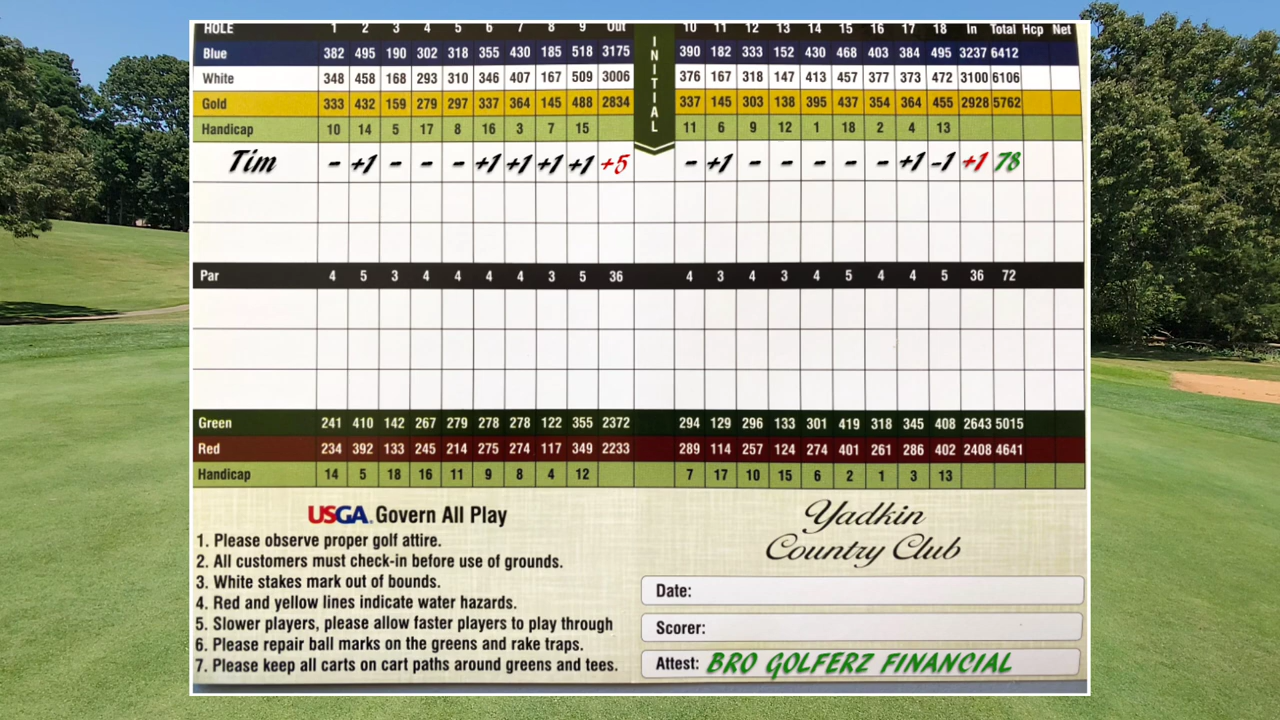 HOLE 1 2 3 4 5 6 7 8 9 Out INITIAL 10 11 12 13 14 15 16 17 18 In Total Hcp Net
Blue 382 495 190 302 318 355 430 185 518 3175 390 182 333 152 430 468 403 384 495 3237 6412
White 348 458 168 293 310 346 407 167 509 3006 376 167 318 147 413 457 377 373 472 3100 6106
Gold 333 432 159 279 297 337 364 145 488 2834 337 145 303 138 395 437 354 364 455 2928 5762
Handicap 10 14 5 17 8 16 3 7 15 11 6 9 12 1 18 2 4 13
Tim - +1 - - - +1 +1 +1 +1 +5 - +1 - - - - - +1 -1 +1 78
Par 4 5 3 4 4 4 4 3 5 36 4 3 4 3 4 5 4 4 5 36 72
Green 241 410 142 267 279 278 278 122 355 2372 294 129 296 133 301 419 318 345 408 2643 5015
Red 234 392 133 245 214 275 274 117 349 2233 289 114 257 124 274 401 261 286 402 2408 4641
Handicap 14 5 18 16 11 9 8 4 12 7 17 10 15 6 2 1 3 13
USGA. Govern All Play
1. Please observe proper golf attire.
2. All customers must check-in before use of grounds.
3. White stakes mark out of bounds.
4. Red and yellow lines indicate water hazards.
5. Slower players, please allow faster players to play through
6. Please repair ball marks on the greens and rake traps.
7. Please keep all carts on cart paths around greens and tees.
Yadkin
Country Club
Date:
Scorer:
Attest: BRO GOLFERZ FINANCIAL